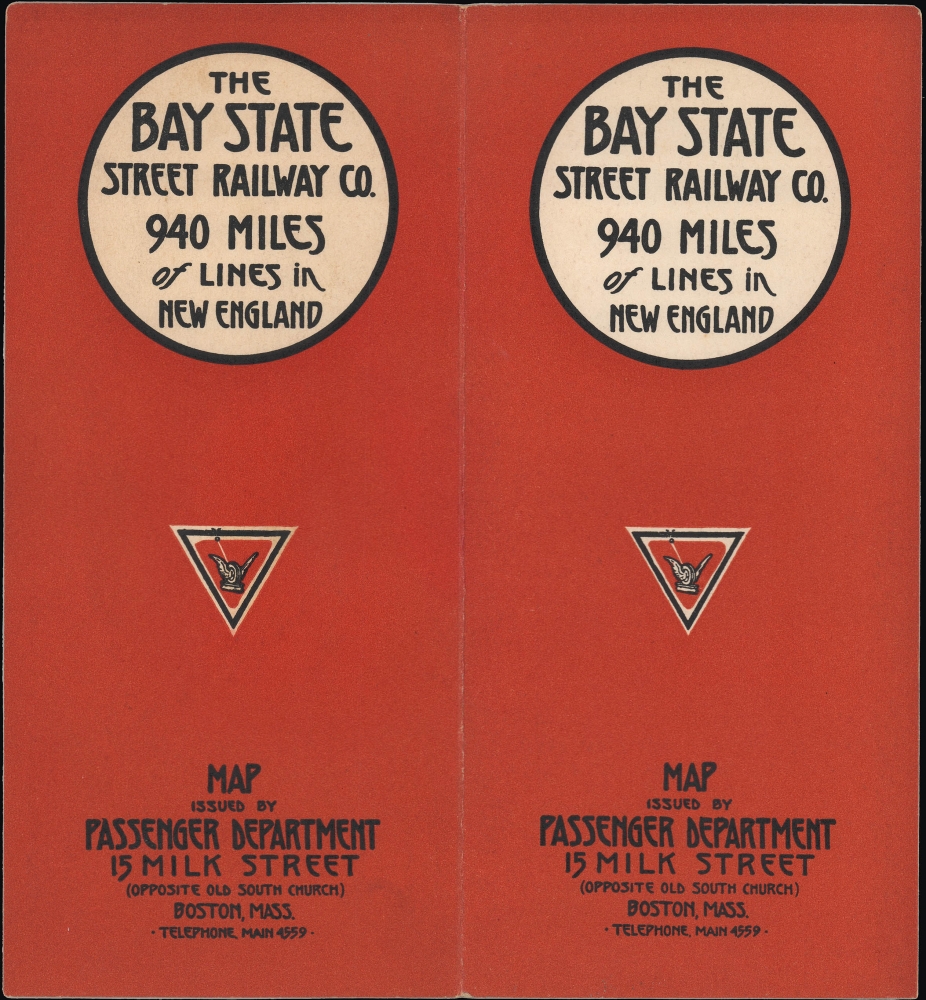 THE
BAY STATE
STREET RAILWAY CO.
940 MILES
of LINES in
NEW ENGLAND
MAP
ISSUED BY
PASSENGER DEPARTMENT
15 MILK STREET
(OPPOSITE OLD SOUTH CHURCH)
BOSTON, MASS.
· TELEPHONE, MAIN 4559 ·
THE
BAY STATE
STREET RAILWAY CO.
940 MILES
of LINES in
NEW ENGLAND
MAP
ISSUED BY
PASSENGER DEPARTMENT
15 MILK STREET
(OPPOSITE OLD SOUTH CHURCH)
BOSTON, MASS.
· TELEPHONE, MAIN 4559 ·